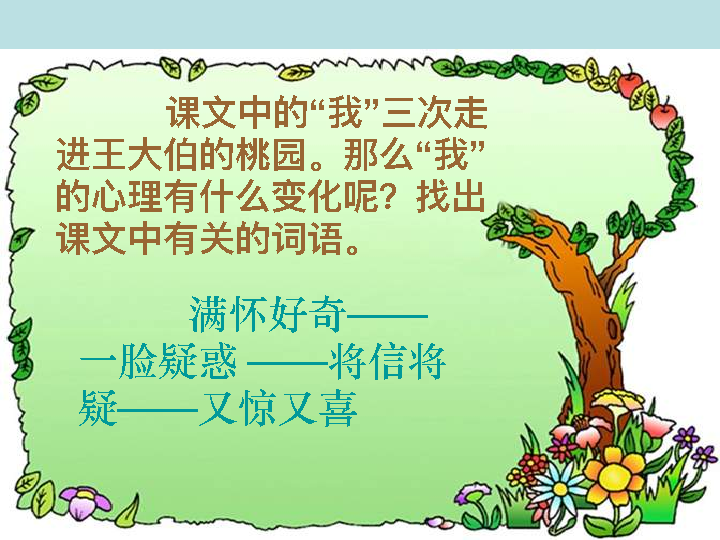 课文中的“我”三次走
进王大伯的桃园。那么“我”
的心理有什么变化呢？找出
课文中有关的词语。
满怀好奇——
一脸疑惑 ——将信将
疑——又惊又喜